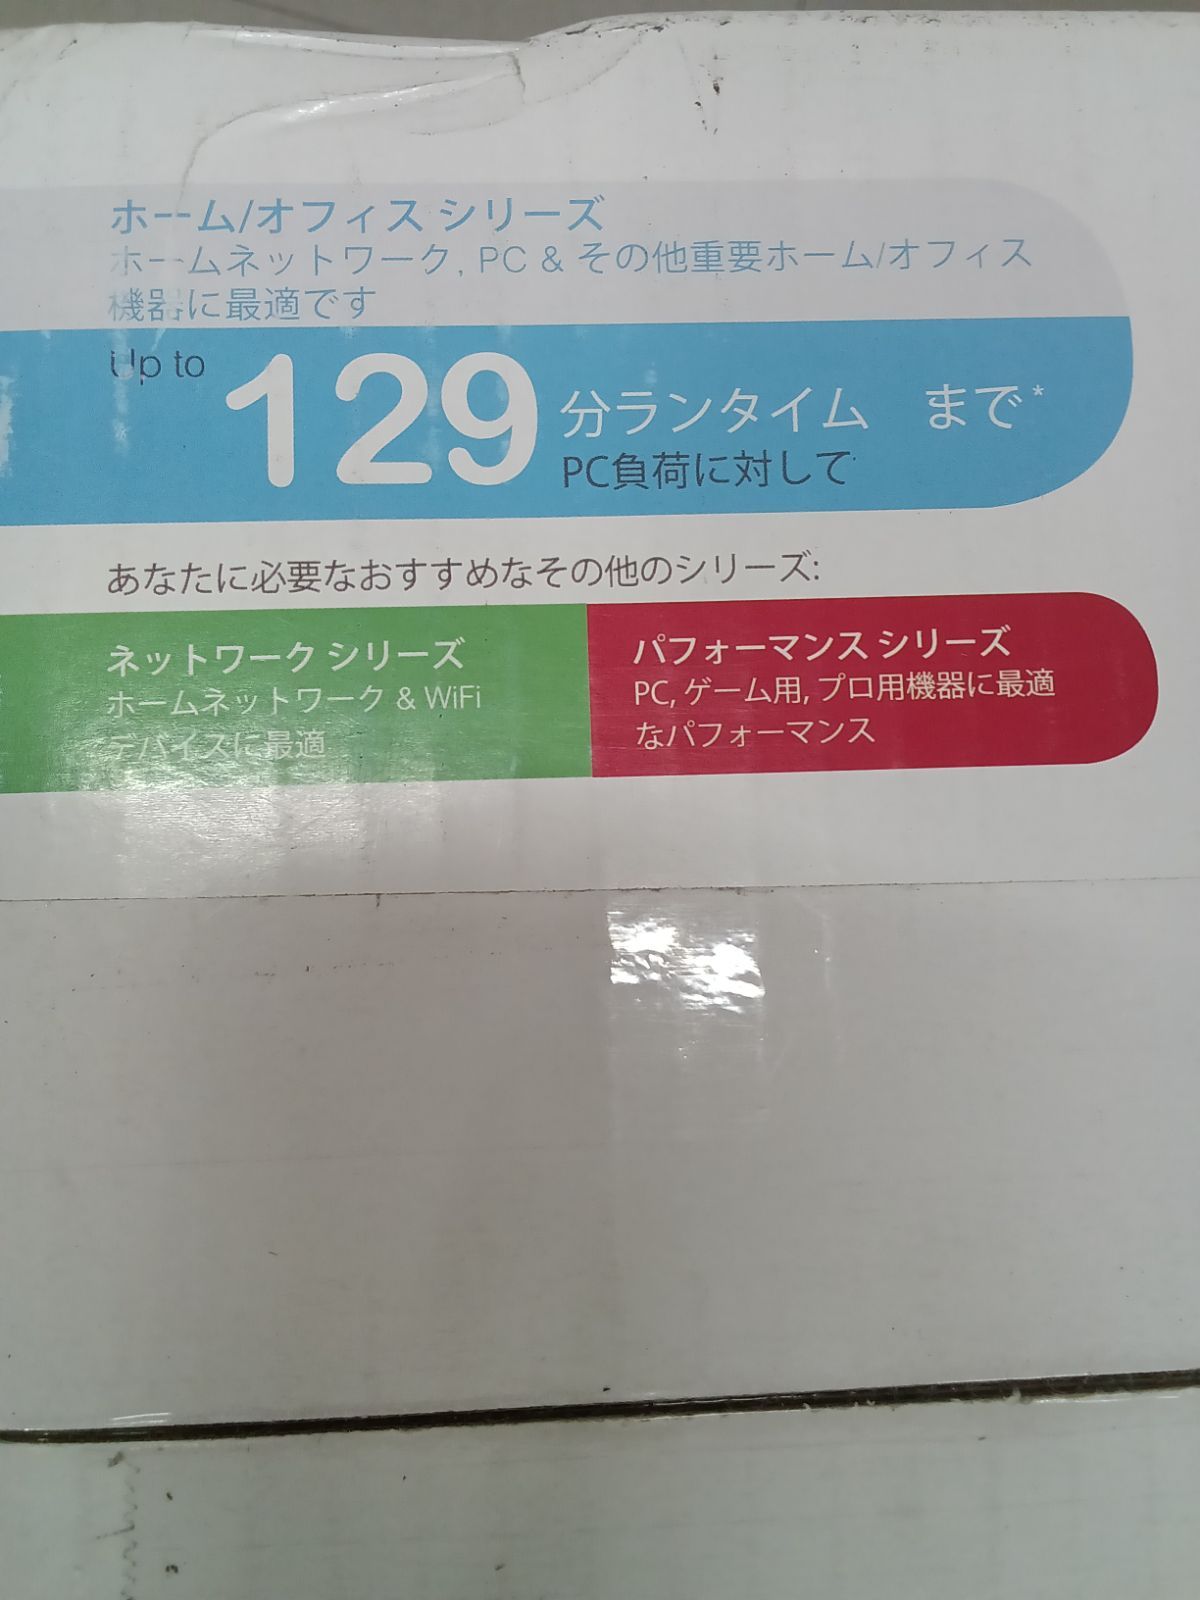 ホーム/オフィス シリーズ
ホームネットワーク, PC & その他重要ホーム/オフィス
機器に最適です
Up to
129 分ランタイム まで*
PC負荷に対して
あなたに必要なおすすめなその他のシリーズ:
ネットワーク シリーズ
ホームネットワーク & WiFi
デバイスに最適
パフォーマンス シリーズ
PC, ゲーム用, プロ用機器に最適
なパフォーマンス